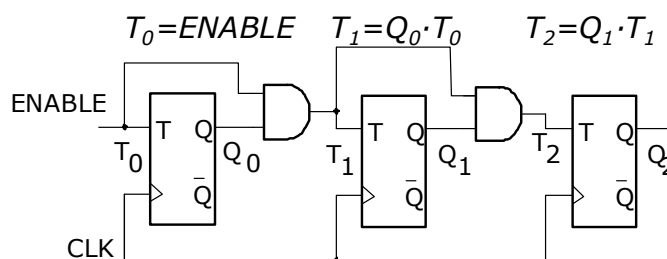 T₀=ENABLE T₁=Q₀·T₀ T₂=Q₁·T₁
ENABLE
T Q T Q T Q
T₀ Q₀ T₁ Q₁ T₂ Q₂
Q̅ Q̅ Q̅
CLK